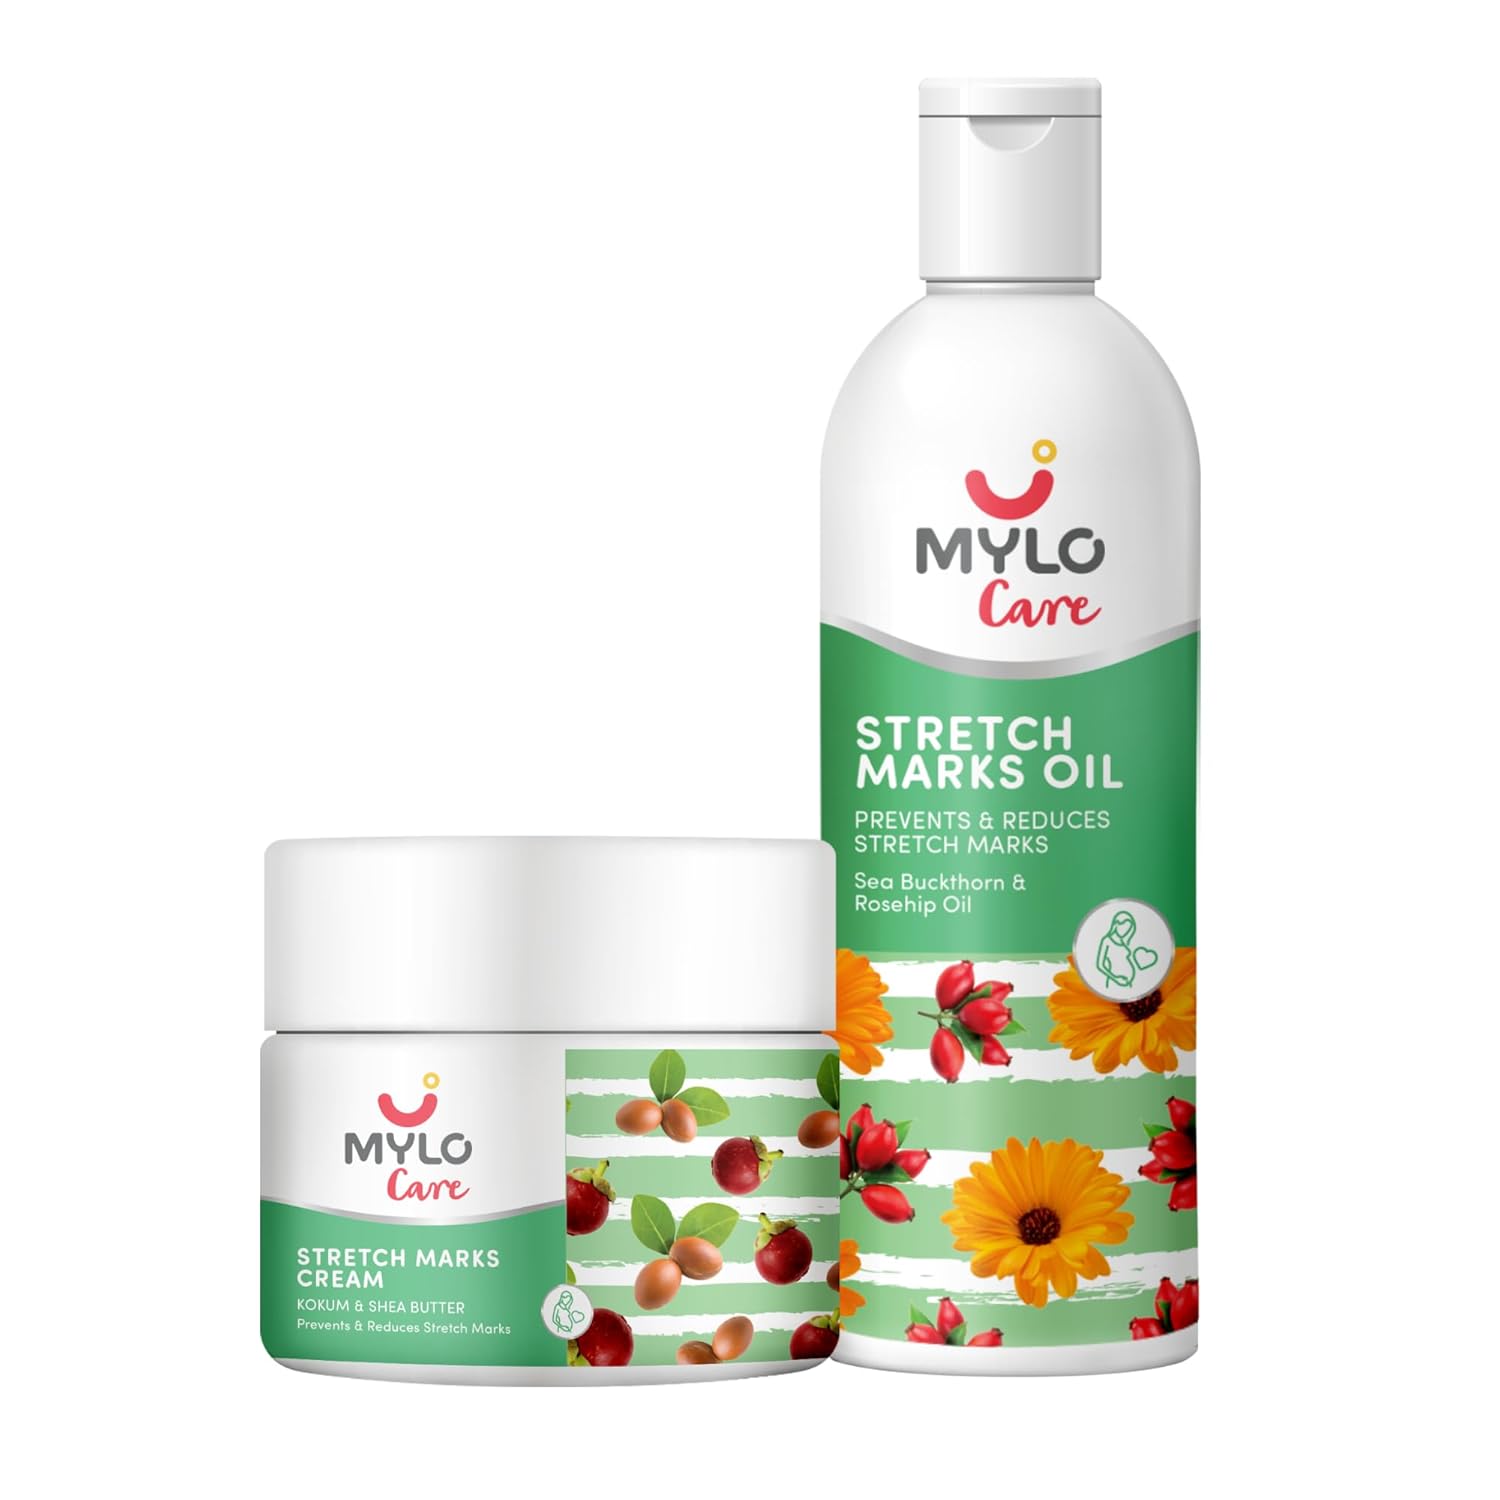 MYLO
Care
STRETCH
MARKS OIL
PREVENTS & REDUCES
STRETCH MARKS
Sea Buckthorn &
Rosehip Oil
MYLO
Care
STRETCH MARKS
CREAM
KOKUM & SHEA BUTTER
Prevents & Reduces Stretch Marks